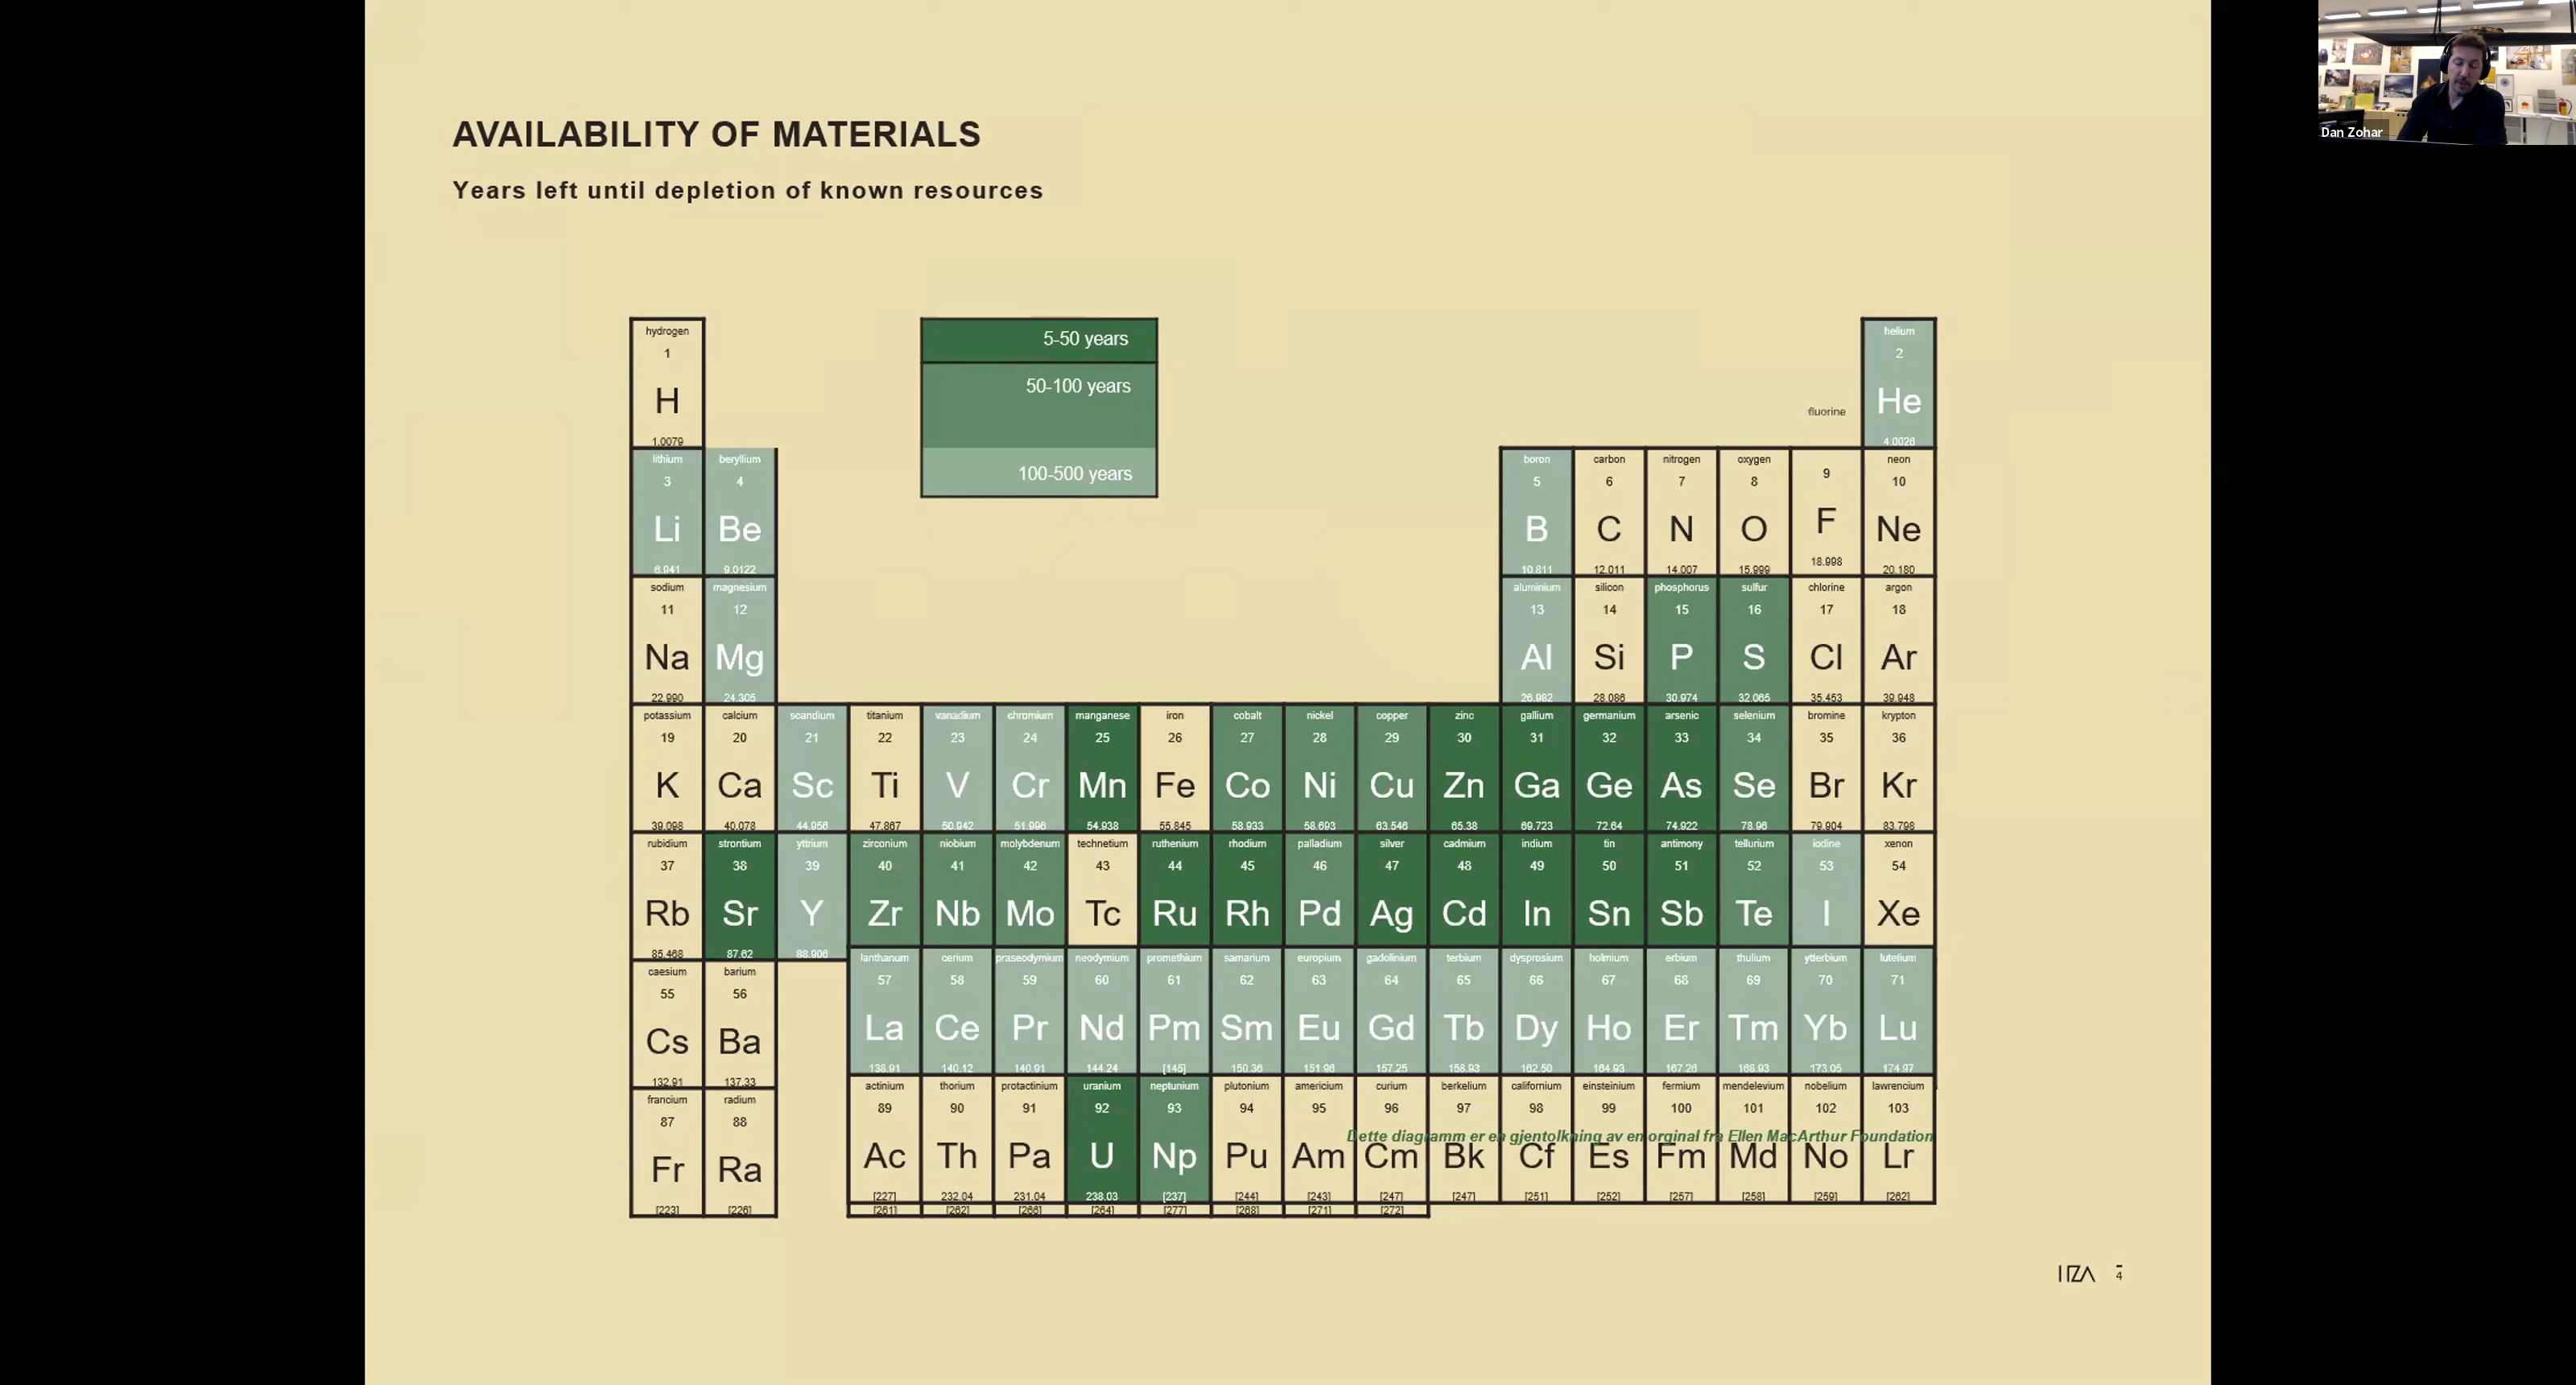 Dan Zohar
AVAILABILITY OF MATERIALS
Years left until depletion of known resources
5-50 years
50-100 years
100-500 years
hydrogen
1
H
1.0079
helium
2
He
4.0026
fluorine
lithium beryllium boron carbon nitrogen oxygen neon
3 4 5 6 7 8 9 10
Li Be B C N O F Ne
6.941 9.0122 10.811 12.011 14.007 15.999 18.998 20.180
sodium magnesium aluminium silicon phosphorus sulfur chlorine argon
11 12 13 14 15 16 17 18
Na Mg Al Si P S Cl Ar
22.990 24.305 26.982 28.086 30.974 32.065 35.453 39.948
potassium calcium scandium titanium vanadium chromium manganese iron cobalt nickel copper zinc gallium germanium arsenic selenium bromine krypton
19 20 21 22 23 24 25 26 27 28 29 30 31 32 33 34 35 36
K Ca Sc Ti V Cr Mn Fe Co Ni Cu Zn Ga Ge As Se Br Kr
39.098 40.078 44.956 47.867 50.942 51.996 54.938 55.845 58.933 58.693 63.546 65.38 69.723 72.64 74.922 78.96 79.904 83.798
rubidium strontium yttrium zirconium niobium molybdenum technetium ruthenium rhodium palladium silver cadmium indium tin antimony tellurium iodine xenon
37 38 39 40 41 42 43 44 45 46 47 48 49 50 51 52 53 54
Rb Sr Y Zr Nb Mo Tc Ru Rh Pd Ag Cd In Sn Sb Te I Xe
85.468 87.62 88.906
caesium barium lanthanum cerium praseodymium neodymium promethium samarium europium gadolinium terbium dysprosium holmium erbium thulium ytterbium lutetium
55 56 57 58 59 60 61 62 63 64 65 66 67 68 69 70 71
Cs Ba La Ce Pr Nd Pm Sm Eu Gd Tb Dy Ho Er Tm Yb Lu
132.91 137.33 138.91 140.12 140.91 144.24 [145] 150.36 151.96 157.25 158.93 162.50 164.93 167.26 168.93 173.05 174.97
francium radium actinium thorium protactinium uranium neptunium plutonium americium curium berkelium californium einsteinium fermium mendelevium nobelium lawrencium
87 88 89 90 91 92 93 94 95 96 97 98 99 100 101 102 103
Dette diagramm er en gjentolkning av en orginal fra Ellen MacArthur Foundation
Fr Ra Ac Th Pa U Np Pu Am Cm Bk Cf Es Fm Md No Lr
[227] 232.04 231.04 238.03 [237] [244] [243] [247] [247] [251] [252] [257] [258] [259] [262]
[223] [226] [261] [262] [266] [264] [277] [268] [271] [272]
4